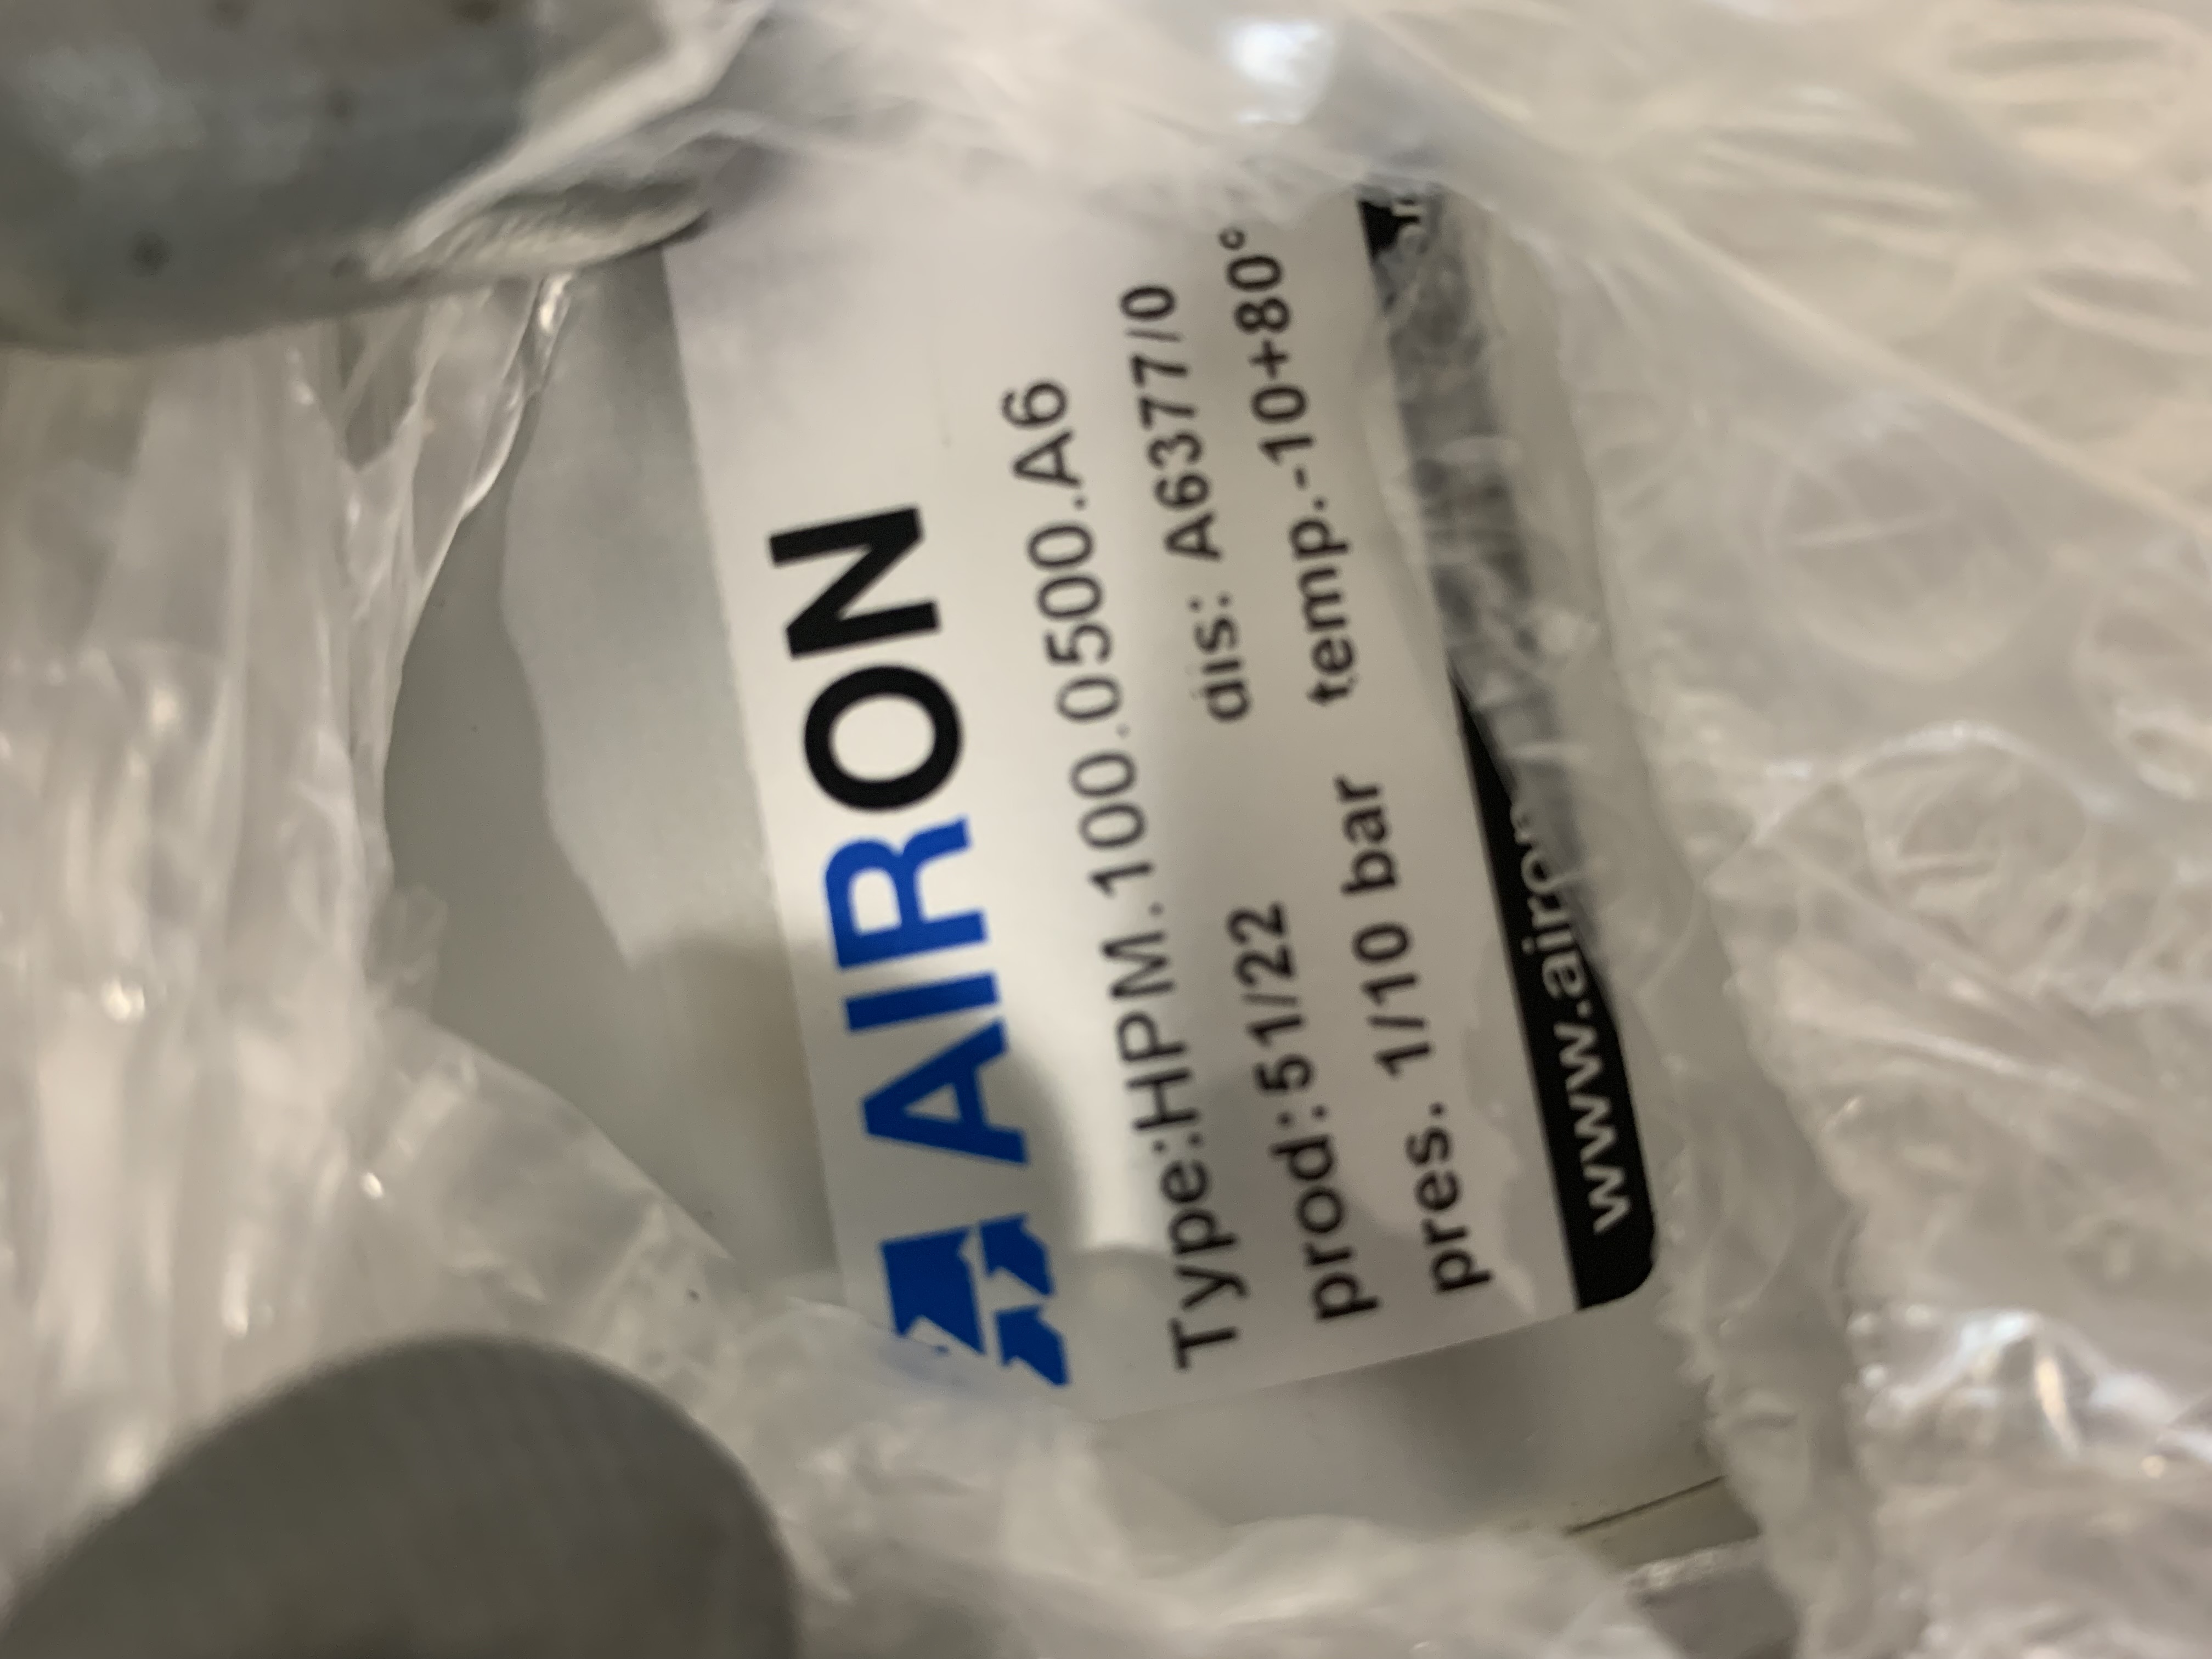 AIRON
Type:HPM.100.0500.A6
prod:51/22 dis: A6377/0
pres. 1/10 bar temp.-10+80°